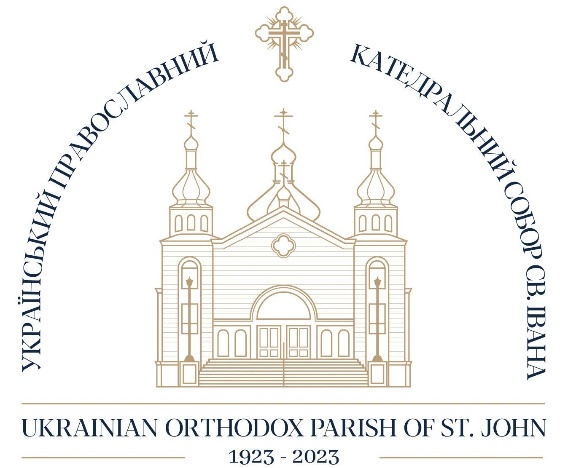 УКРАЇНСЬКИЙ ПРАВОСЛАВНИЙ
КАТЕДРАЛЬНИЙ СОБОР СВ. ІВАНА
UKRAINIAN ORTHODOX PARISH OF ST. JOHN
1923 - 2023